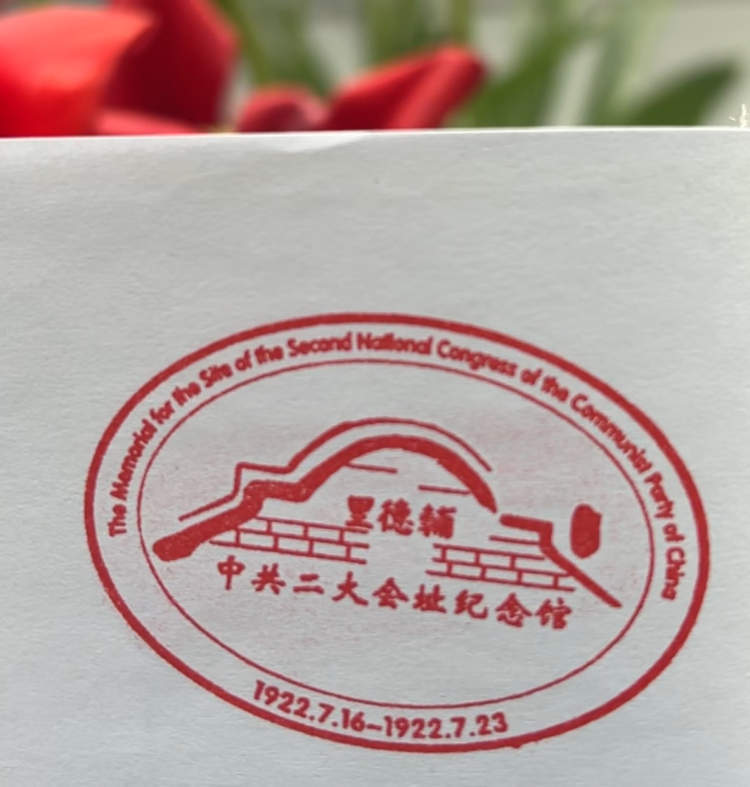 The Memorial for the Site of the Second National Congress of the Communist Party of China
里德輔
中共二大会址纪念馆
1922.7.16-1922.7.23